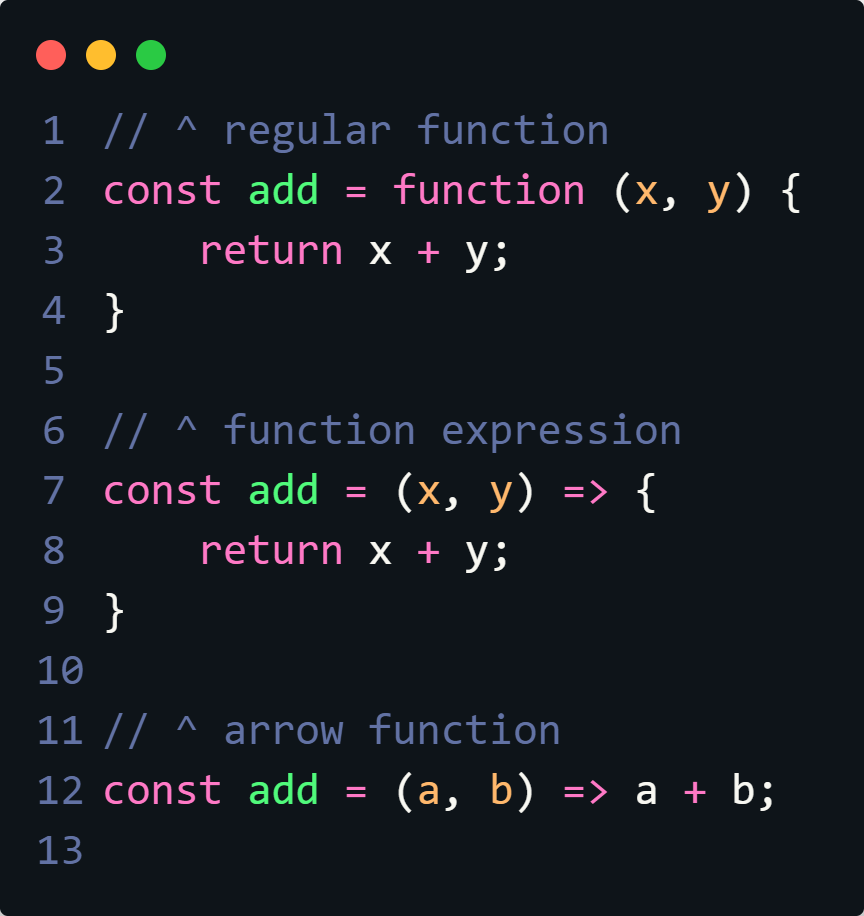 1 // ^ regular function
2 const add = function (x, y) {
3     return x + y;
4 }
5
6 // ^ function expression
7 const add = (x, y) => {
8     return x + y;
9 }
10
11 // ^ arrow function
12 const add = (a, b) => a + b;
13